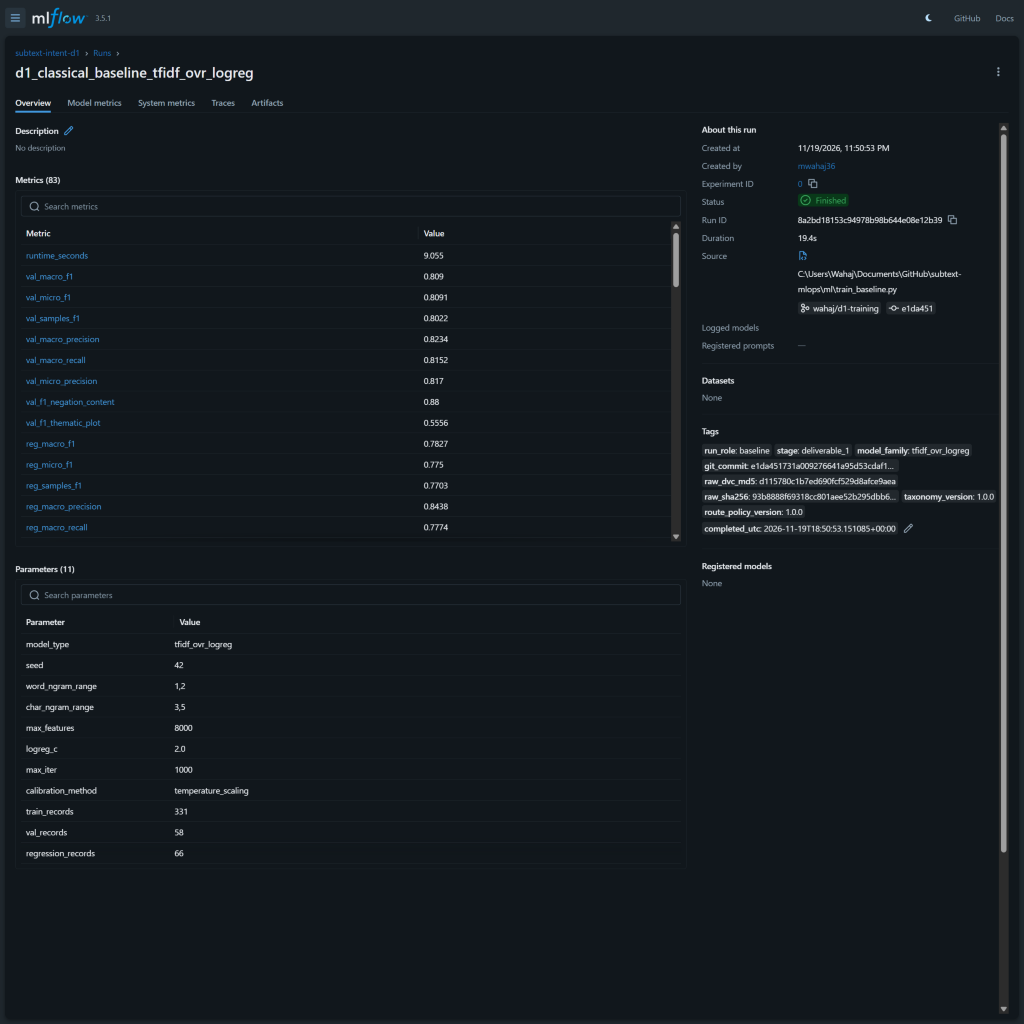 mlflow 3.5.1 GitHub Docs
subtext-intent-d1 › Runs ›
d1_classical_baseline_tfidf_ovr_logreg
Overview Model metrics System metrics Traces Artifacts
Description
No description
Metrics (83)
Search metrics
Metric Value
runtime_seconds 9.055
val_macro_f1 0.809
val_micro_f1 0.8091
val_samples_f1 0.8022
val_macro_precision 0.8234
val_macro_recall 0.8152
val_micro_precision 0.817
val_f1_negation_content 0.88
val_f1_thematic_plot 0.5556
reg_macro_f1 0.7827
reg_micro_f1 0.775
reg_samples_f1 0.7703
reg_macro_precision 0.8438
reg_macro_recall 0.7774
Parameters (11)
Search parameters
Parameter Value
model_type tfidf_ovr_logreg
seed 42
word_ngram_range 1,2
char_ngram_range 3,5
max_features 8000
logreg_c 2.0
max_iter 1000
calibration_method temperature_scaling
train_records 331
val_records 58
regression_records 66
About this run
Created at 11/19/2026, 11:50:53 PM
Created by mwahaj36
Experiment ID 0
Status Finished
Run ID 8a2bd18153c94978b98b644e08e12b39
Duration 19.4s
Source
C:\Users\Wahaj\Documents\GitHub\subtext-
mlops\ml\train_baseline.py
wahaj/d1-training e1da451
Logged models
Registered prompts —
Datasets
None
Tags
run_role: baseline stage: deliverable_1 model_family: tfidf_ovr_logreg
git_commit: e1da451731a009276641a95d53cdaf1...
raw_dvc_md5: d115780c1b7ed690fcf529d8afce9aea
raw_sha256: 93b8888f69318cc801aee52b295dbb6... taxonomy_version: 1.0.0
route_policy_version: 1.0.0
completed_utc: 2026-11-19T18:50:53.151085+00:00
Registered models
None